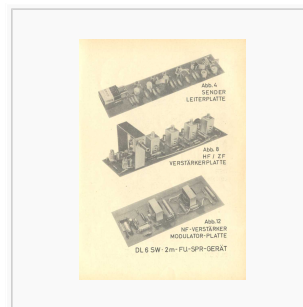 Abb. 4
SENDER
LEITERPLATTE
Abb. 8
HF / ZF
VERSTÄRKERPLATTE
Abb. 12
NF-VERSTÄRKER
MODULATOR-PLATTE
DL 6 SW · 2m-FU.-SPR-GERÄT